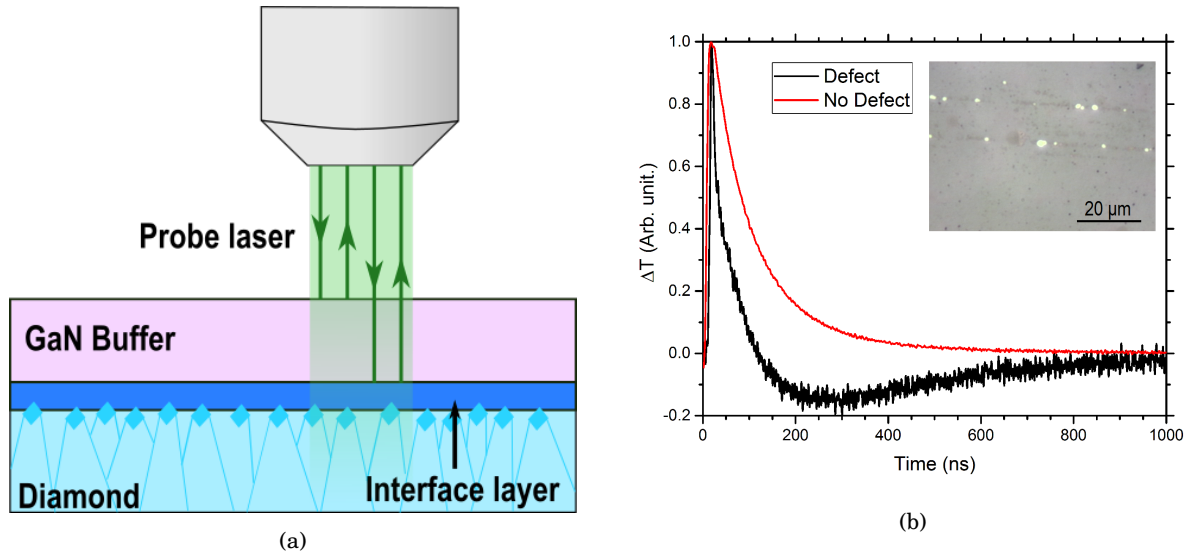 Probe laser
GaN Buffer
Diamond
Interface layer
(a)
ΔT (Arb. unit.)
1.0
0.8
0.6
0.4
0.2
0.0
-0.2
Defect
No Defect
20 µm
0 200 400 600 800 1000
Time (ns)
(b)